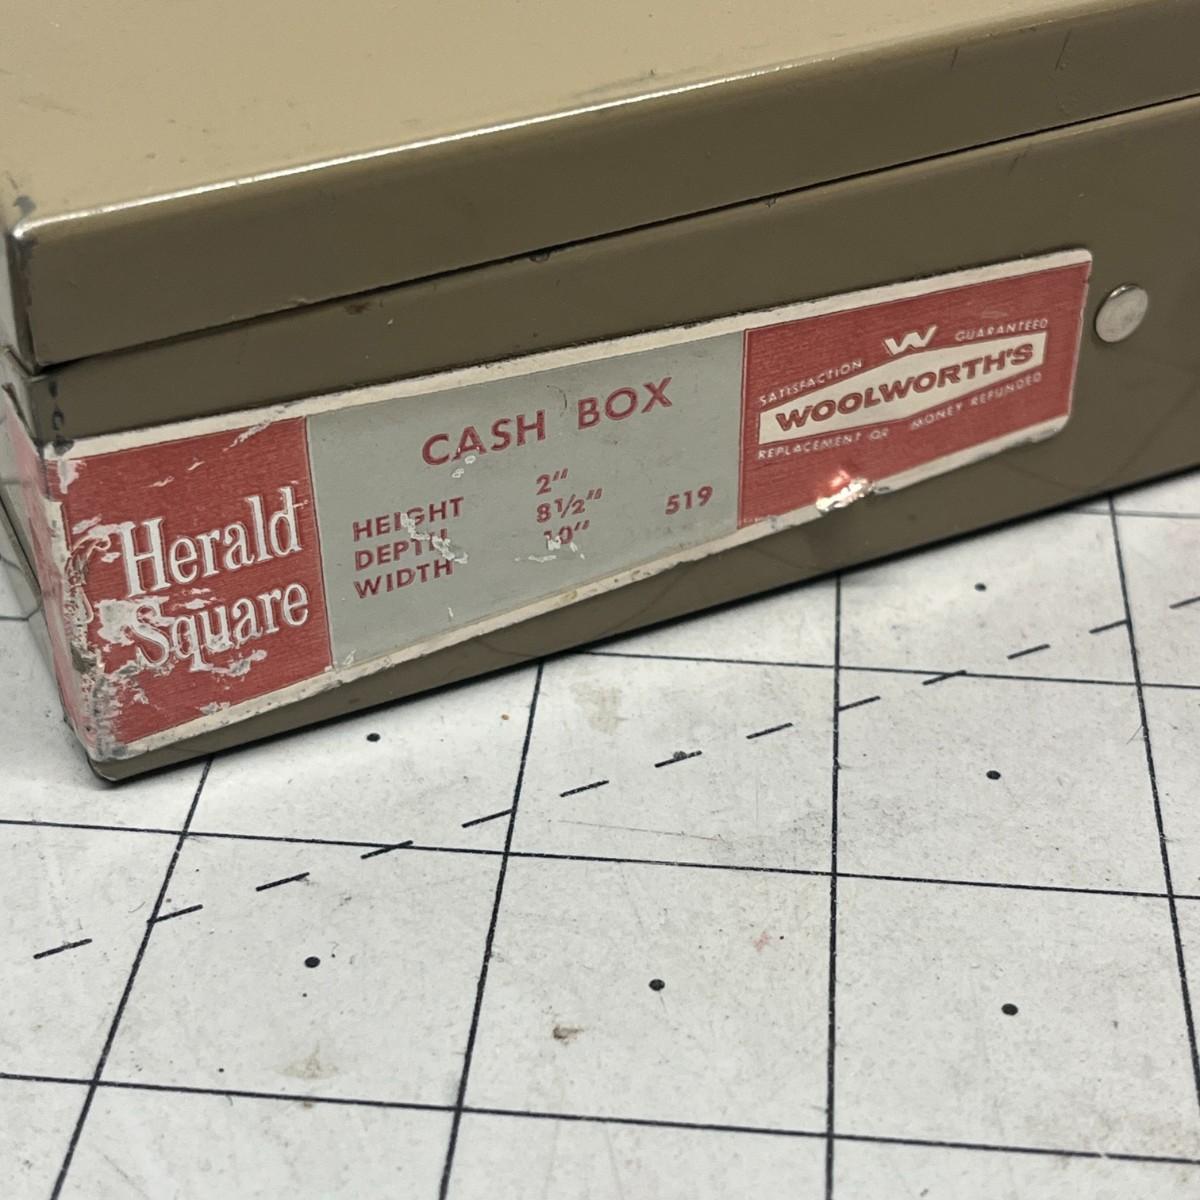 Herald
Square
CASH BOX
HEIGHT 2"
DEPTH 8½"
WIDTH 10"
519
W
SATISFACTION GUARANTEED
WOOLWORTH'S
REPLACEMENT OR MONEY REFUNDED